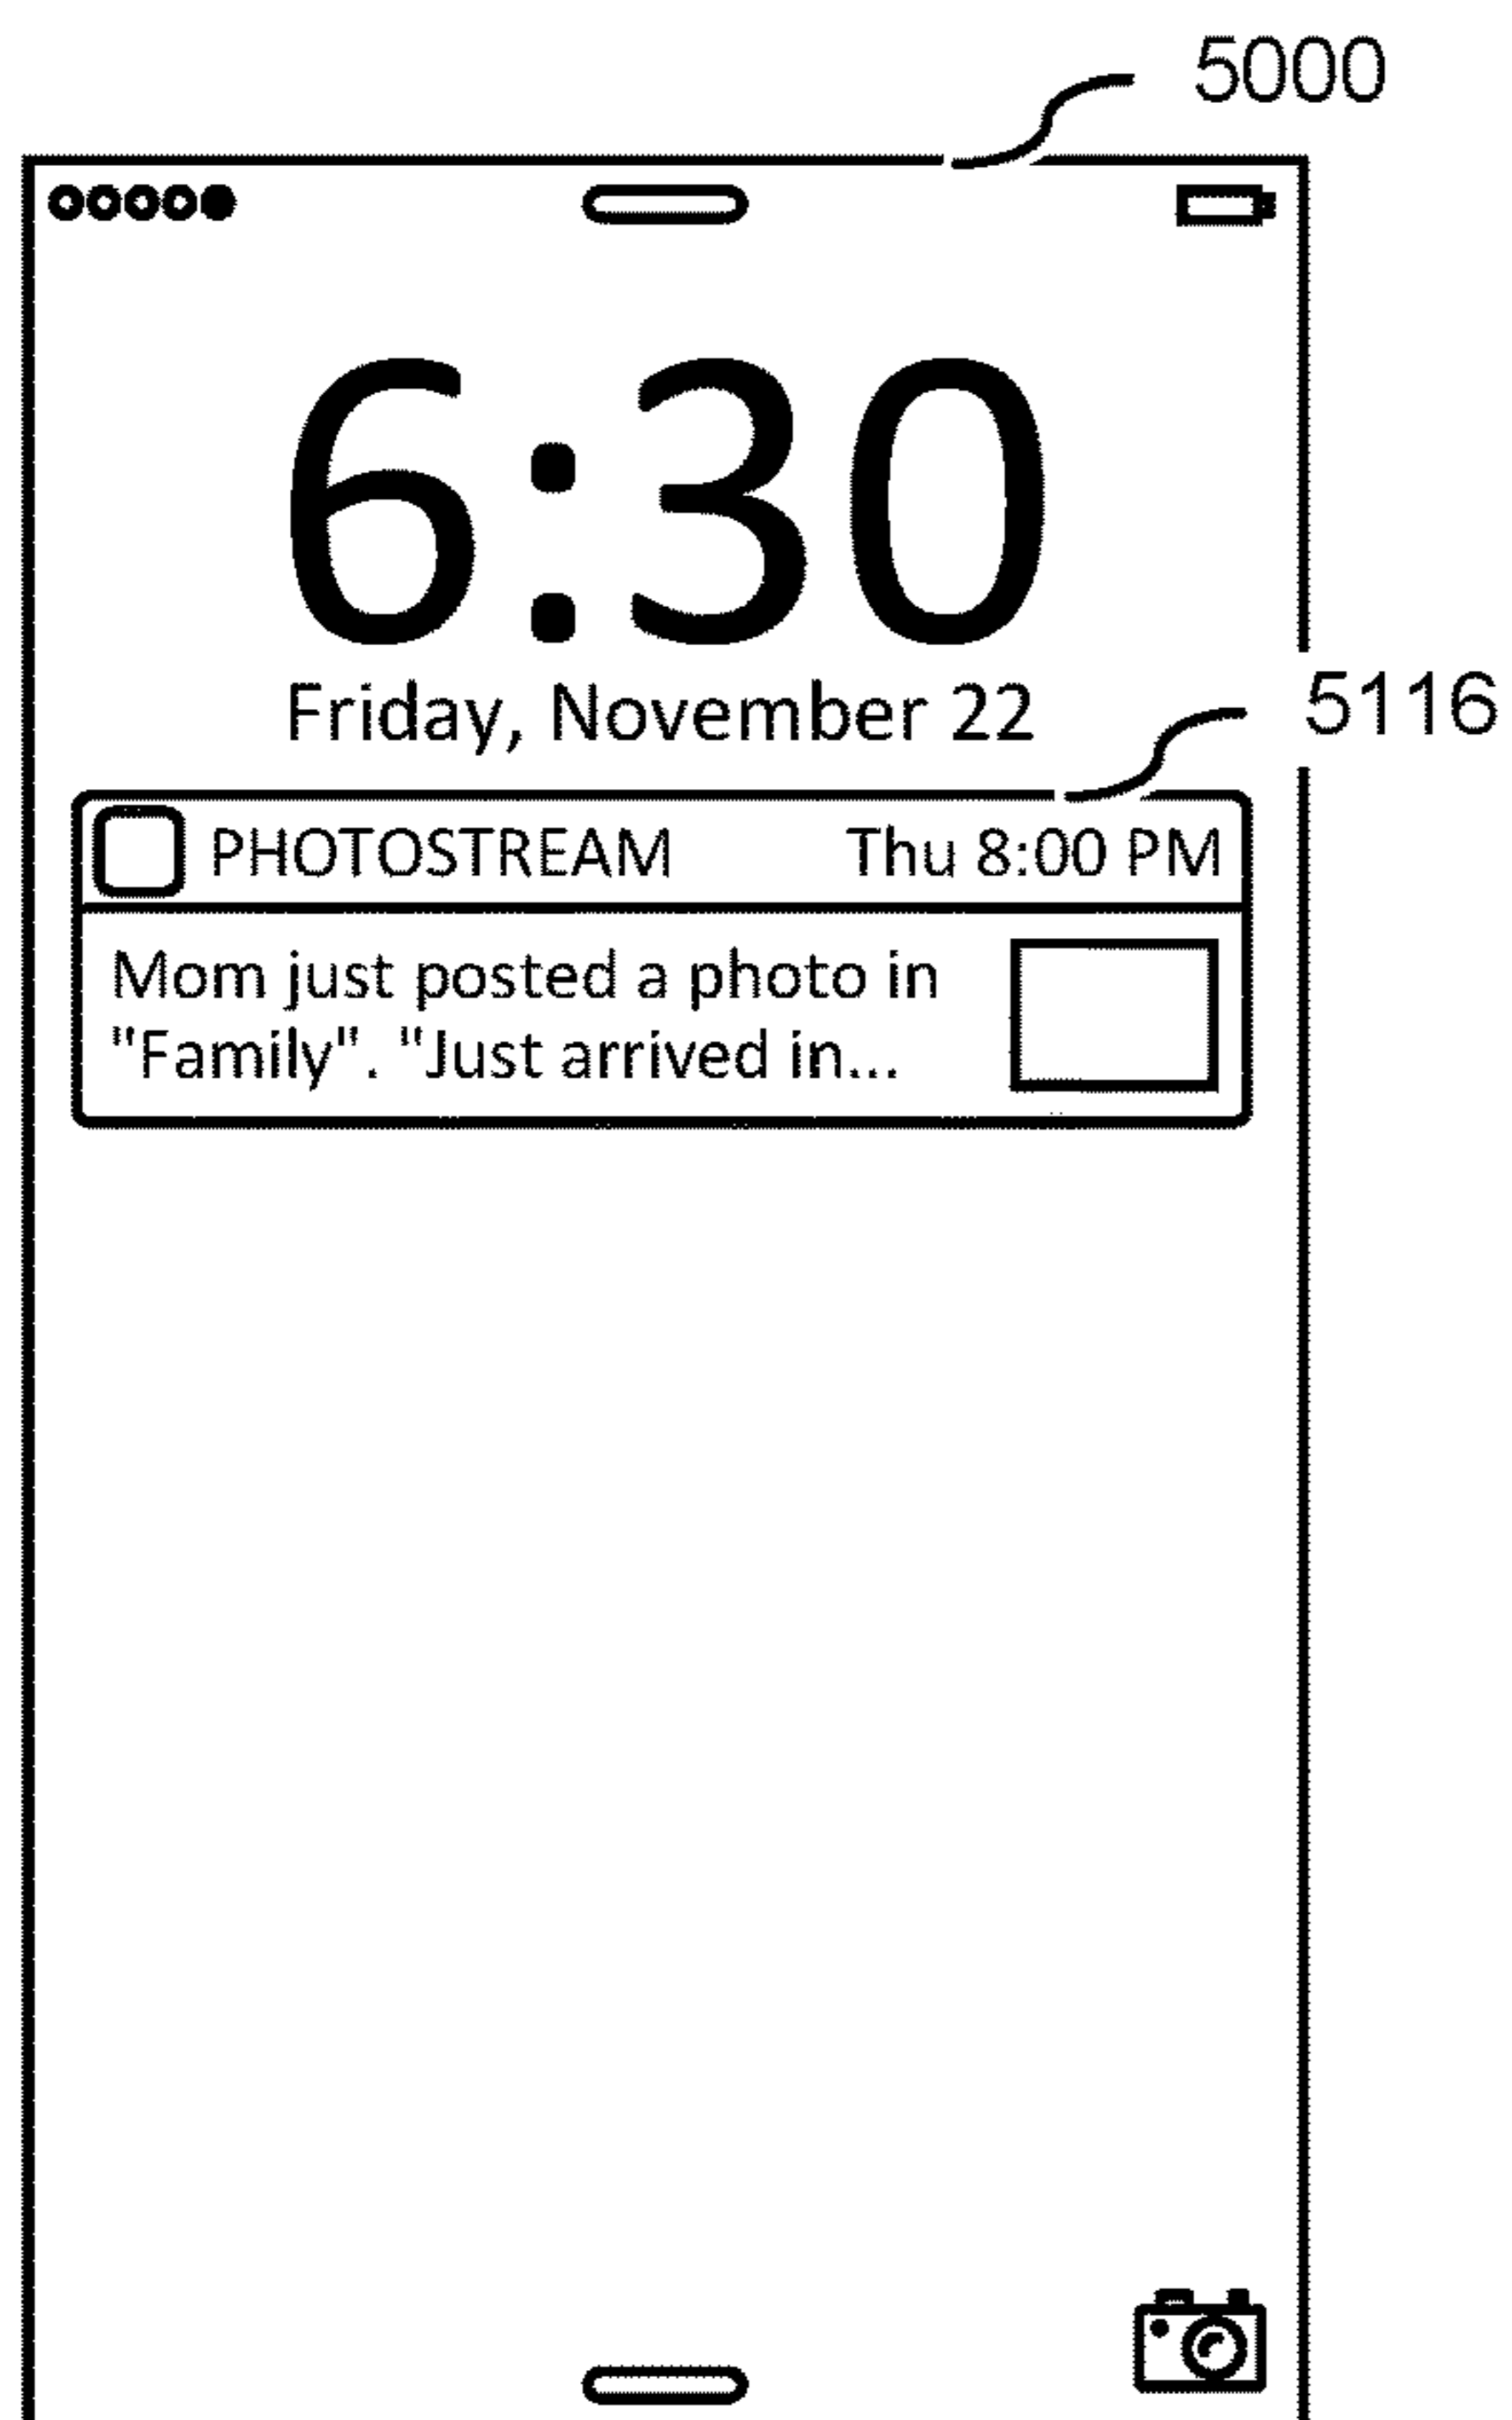 5000
6:30
Friday, November 22
5116
PHOTOSTREAM Thu 8:00 PM
Mom just posted a photo in
"Family". "Just arrived in...